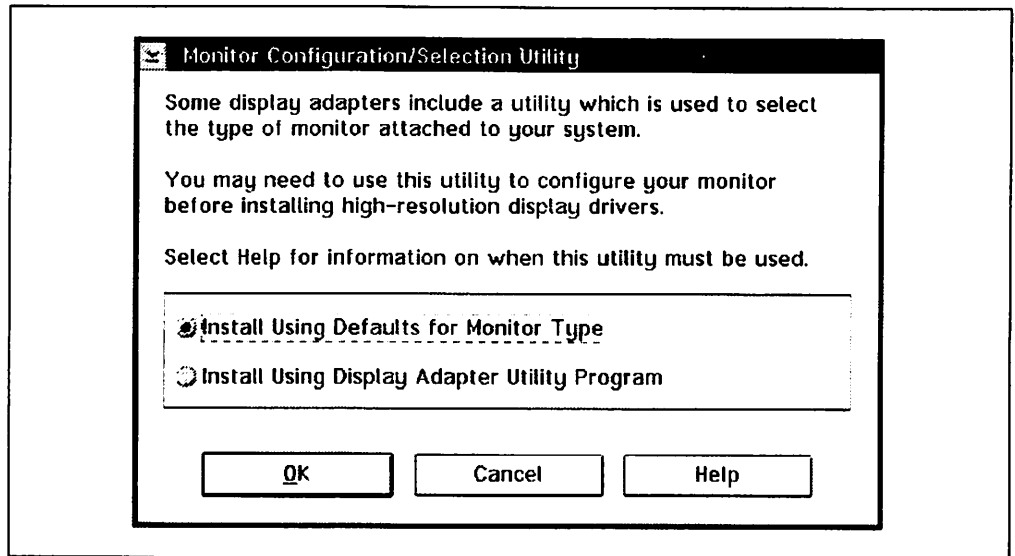 Monitor Configuration/Selection Utility
Some display adapters include a utility which is used to select
the type of monitor attached to your system.
You may need to use this utility to configure your monitor
before installing high-resolution display drivers.
Select Help for information on when this utility must be used.
Install Using Defaults for Monitor Type
Install Using Display Adapter Utility Program
OK
Cancel
Help